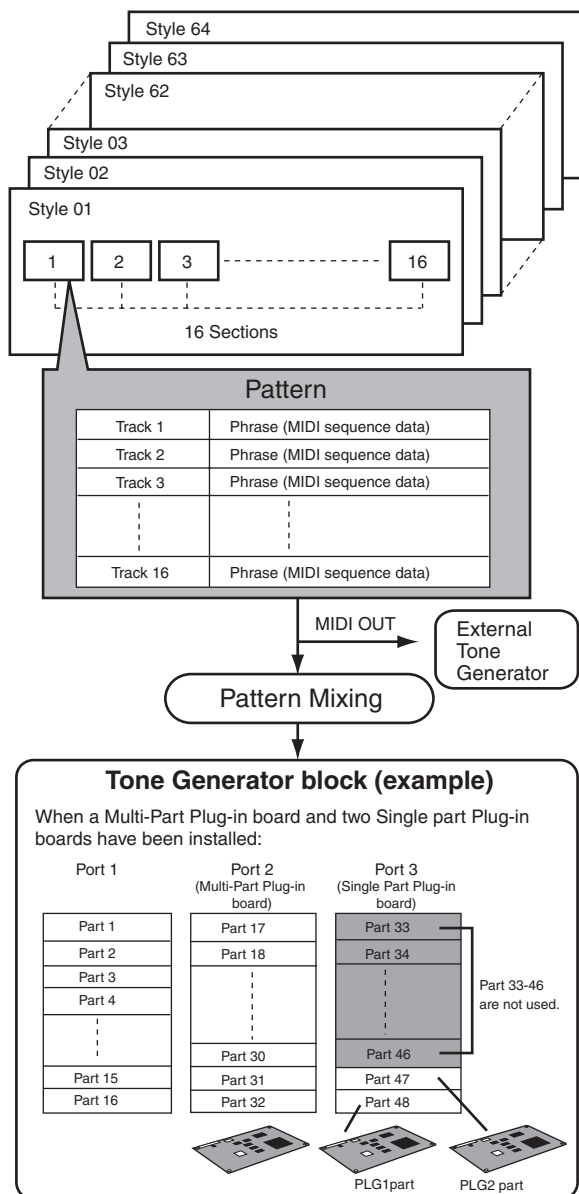 Style 64
Style 63
Style 62
Style 03
Style 02
Style 01
1 2 3 16
16 Sections
Pattern
Track 1 Phrase (MIDI sequence data)
Track 2 Phrase (MIDI sequence data)
Track 3 Phrase (MIDI sequence data)
Track 16 Phrase (MIDI sequence data)
MIDI OUT
External
Tone
Generator
Pattern Mixing
Tone Generator block (example)
When a Multi-Part Plug-in board and two Single part Plug-in
boards have been installed:
Port 1
Part 1
Part 2
Part 3
Part 4
Part 15
Part 16
Port 2
(Multi-Part Plug-in
board)
Part 17
Part 18
Part 30
Part 31
Part 32
Port 3
(Single Part Plug-in
board)
Part 33
Part 34
Part 46
Part 47
Part 48
Part 33-46
are not used.
PLG1part
PLG2 part